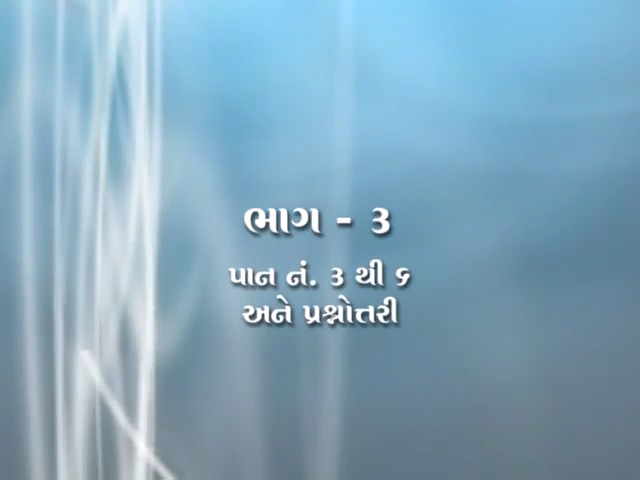 ભાગ - ૩
પાન નં. ૩ થી ૬
અને પ્રશ્નોત્તરી